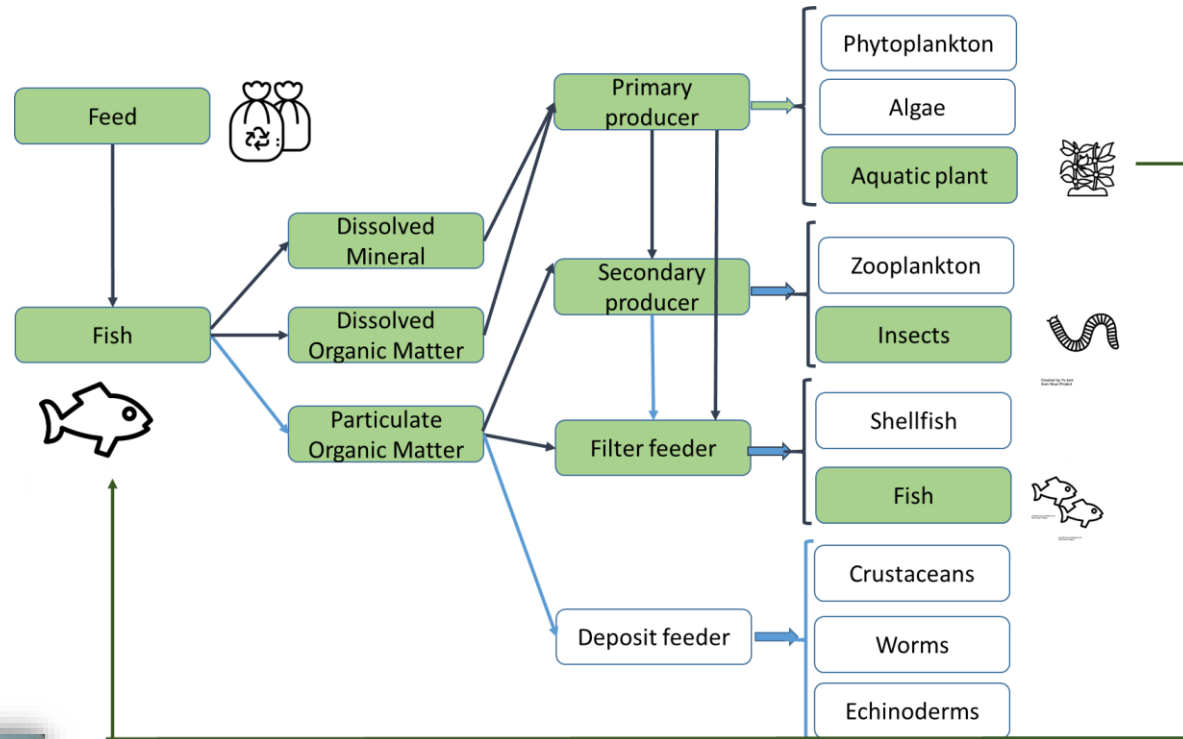 Feed
Fish
Dissolved
Mineral
Dissolved
Organic Matter
Particulate
Organic Matter
Primary
producer
Secondary
producer
Filter feeder
Deposit feeder
Phytoplankton
Algae
Aquatic plant
Zooplankton
Insects
Shellfish
Fish
Crustaceans
Worms
Echinoderms